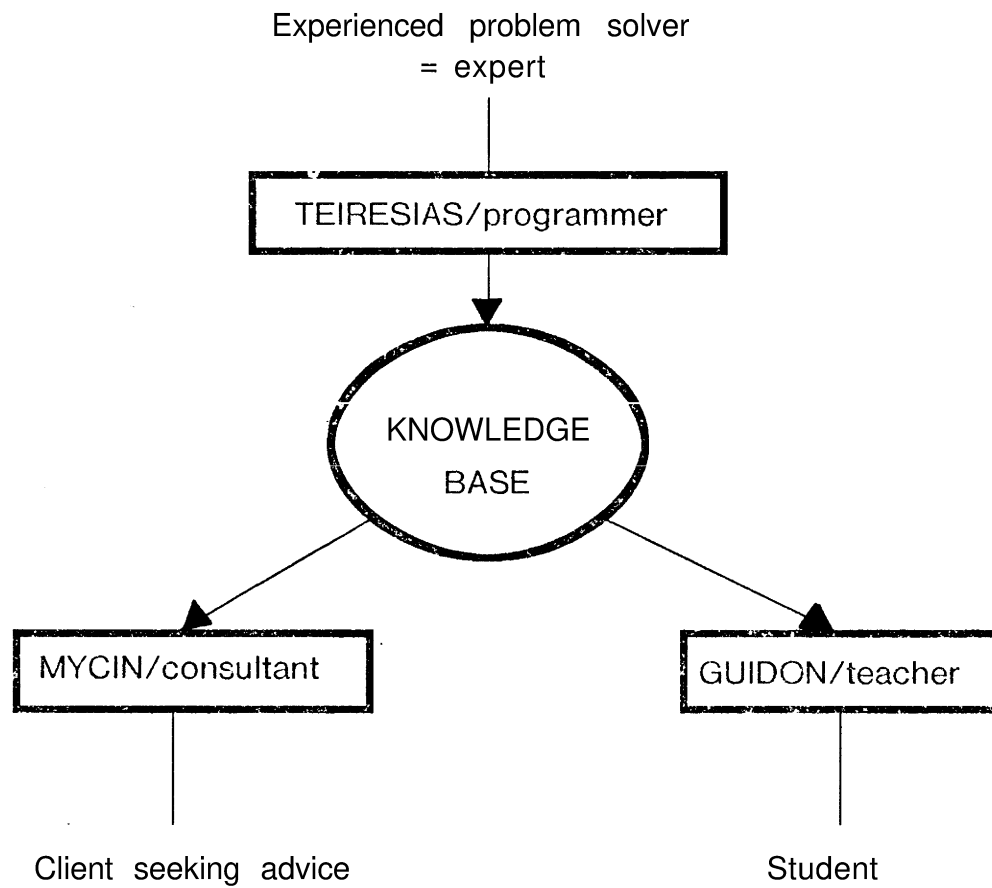 Experienced problem solver
= expert
TEIRESIAS/programmer
KNOWLEDGE
BASE
MYCIN/consultant
GUIDON/teacher
Client seeking advice
Student